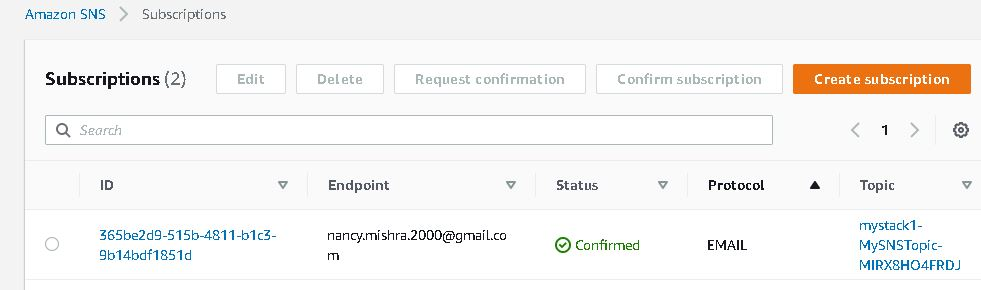 Amazon SNS > Subscriptions
Subscriptions (2) Edit Delete Request confirmation Confirm subscription Create subscription
Search 1
ID Endpoint Status Protocol Topic
365be2d9-515b-4811-b1c3-
9b14bdf1851d
nancy.mishra.2000@gmail.co
m
Confirmed
EMAIL
mystack1-
MySNSTopic-
MIRX8HO4FRDJ